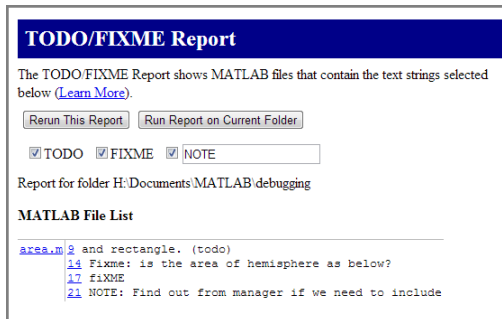 TODO/FIXME Report
The TODO/FIXME Report shows MATLAB files that contain the text strings selected
below (Learn More).
Rerun This Report Run Report on Current Folder
TODO FIXME NOTE
Report for folder H:\Documents\MATLAB\debugging
MATLAB File List
area.m 9 and rectangle. (todo)
14 Fixme: is the area of hemisphere as below?
17 fiXME
21 NOTE: Find out from manager if we need to include